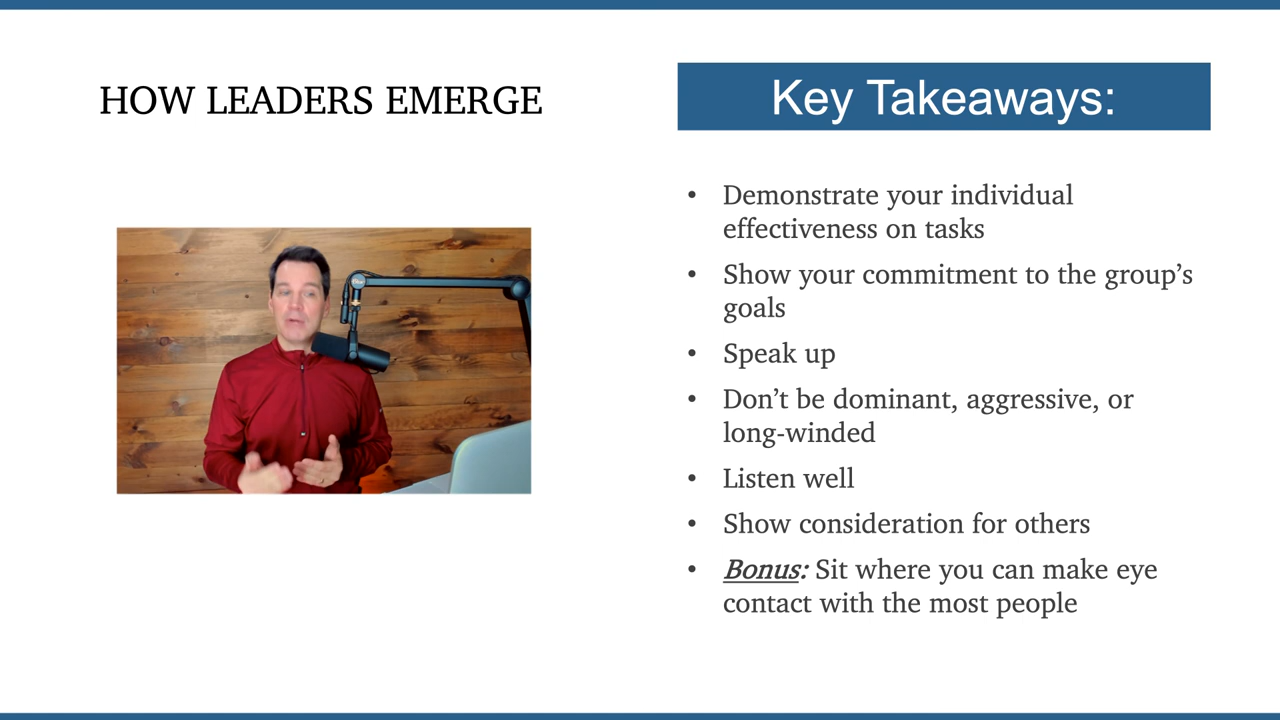 HOW LEADERS EMERGE
Key Takeaways:
• Demonstrate your individual
effectiveness on tasks
• Show your commitment to the group’s
goals
• Speak up
• Don’t be dominant, aggressive, or
long-winded
• Listen well
• Show consideration for others
• Bonus: Sit where you can make eye
contact with the most people